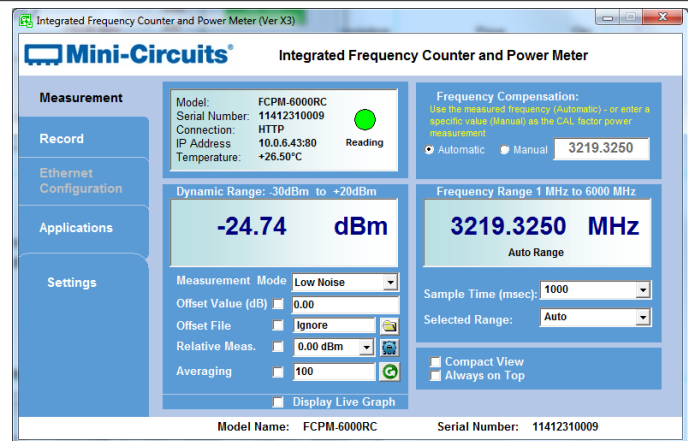 Integrated Frequency Counter and Power Meter (Ver X3)
Mini-Circuits®
Integrated Frequency Counter and Power Meter
Measurement
Record
Ethernet
Configuration
Applications
Settings
Model: FCPM-6000RC
Serial Number: 11412310009
Connection: HTTP
IP Address 10.0.6.43:80
Temperature: +26.50°C
Reading
Frequency Compensation:
Use the measured frequency (Automatic) - or enter a
specific value (Manual) as the CAL factor power
measurement
Automatic Manual 3219.3250
Dynamic Range: -30dBm to +20dBm
-24.74 dBm
Measurement Mode Low Noise
Offset Value (dB) 0.00
Offset File Ignore
Relative Meas. 0.00 dBm
Averaging 100
Display Live Graph
Frequency Range 1 MHz to 6000 MHz
3219.3250 MHz
Auto Range
Sample Time (msec): 1000
Selected Range: Auto
Compact View
Always on Top
Model Name: FCPM-6000RC Serial Number: 11412310009